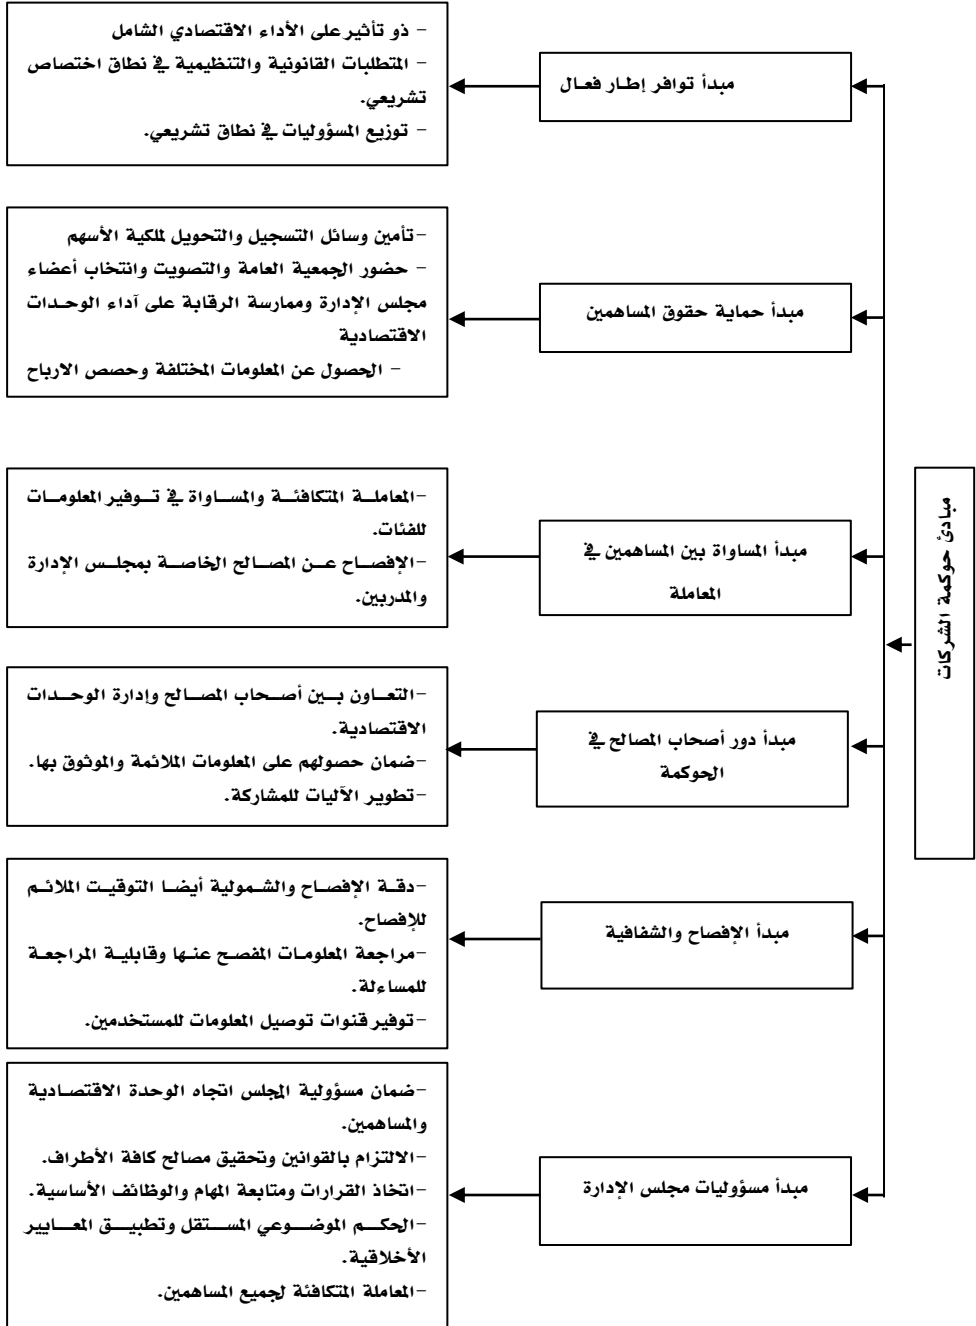 مبادئ حوكمة الشركات
مبدأ توافر إطار فعال
- ذو تأثير على الأداء الاقتصادي الشامل
- المتطلبات القانونية والتنظيمية في نطاق اختصاص
تشريعي.
- توزيع المسؤوليات في نطاق تشريعي.
مبدأ حماية حقوق المساهمين
-تأمين وسائل التسجيل والتحويل لملكية الأسهم
- حضور الجمعية العامة والتصويت وانتخاب أعضاء
مجلس الإدارة وممارسة الرقابة على آداء الوحدات
الاقتصادية
- الحصول عن المعلومات المختلفة وحصص الارباح
مبدأ المساواة بين المساهمين في
المعاملة
-المعاملة المتكافئة والمساواة في توفير المعلومات
للفئات.
-الإفصاح عن المصالح الخاصة بمجلس الإدارة
والمدربين.
مبدأ دور أصحاب المصالح في
الحوكمة
-التعاون بين أصحاب المصالح وإدارة الوحدات
الاقتصادية.
-ضمان حصولهم على المعلومات الملائمة والموثوق بها.
-تطوير الآليات للمشاركة.
مبدأ الإفصاح والشفافية
-دقة الإفصاح والشمولية أيضا التوقيت الملائم
للإفصاح.
-مراجعة المعلومات المفصح عنها وقابلية المراجعة
للمساءلة.
-توفير قنوات توصيل المعلومات للمستخدمين.
مبدأ مسؤوليات مجلس الإدارة
-ضمان مسؤولية المجلس اتجاه الوحدة الاقتصادية
والمساهمين.
-الالتزام بالقوانين وتحقيق مصالح كافة الأطراف.
-اتخاذ القرارات ومتابعة المهام والوظائف الأساسية.
-الحكم الموضوعي المستقل وتطبيق المعايير
الأخلاقية.
-المعاملة المتكافئة لجميع المساهمين.